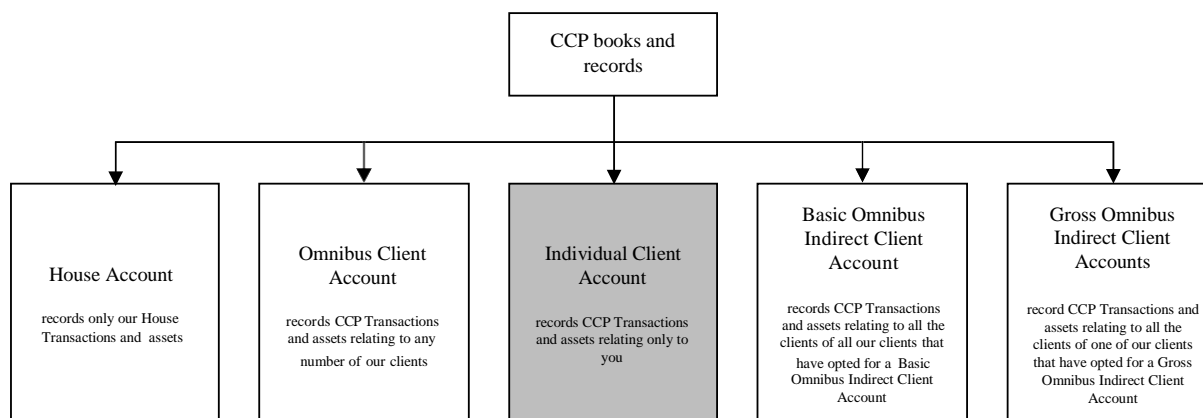 CCP books and
records
House Account
records only our House
Transactions and assets
Omnibus Client
Account
records CCP Transactions
and assets relating to any
number of our clients
Individual Client
Account
records CCP Transactions
and assets relating only to
you
Basic Omnibus
Indirect Client
Account
records CCP Transactions
and assets relating to all the
clients of all our clients that
have opted for a Basic
Omnibus Indirect Client
Account
Gross Omnibus
Indirect Client
Accounts
record CCP Transactions and
assets relating to all the
clients of one of our clients
that have opted for a Gross
Omnibus Indirect Client
Account